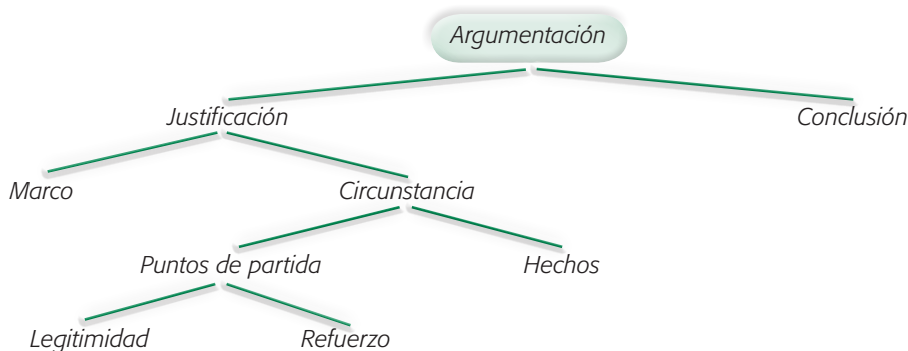 Argumentación
Justificación
Conclusión
Marco
Circunstancia
Puntos de partida
Hechos
Legitimidad
Refuerzo